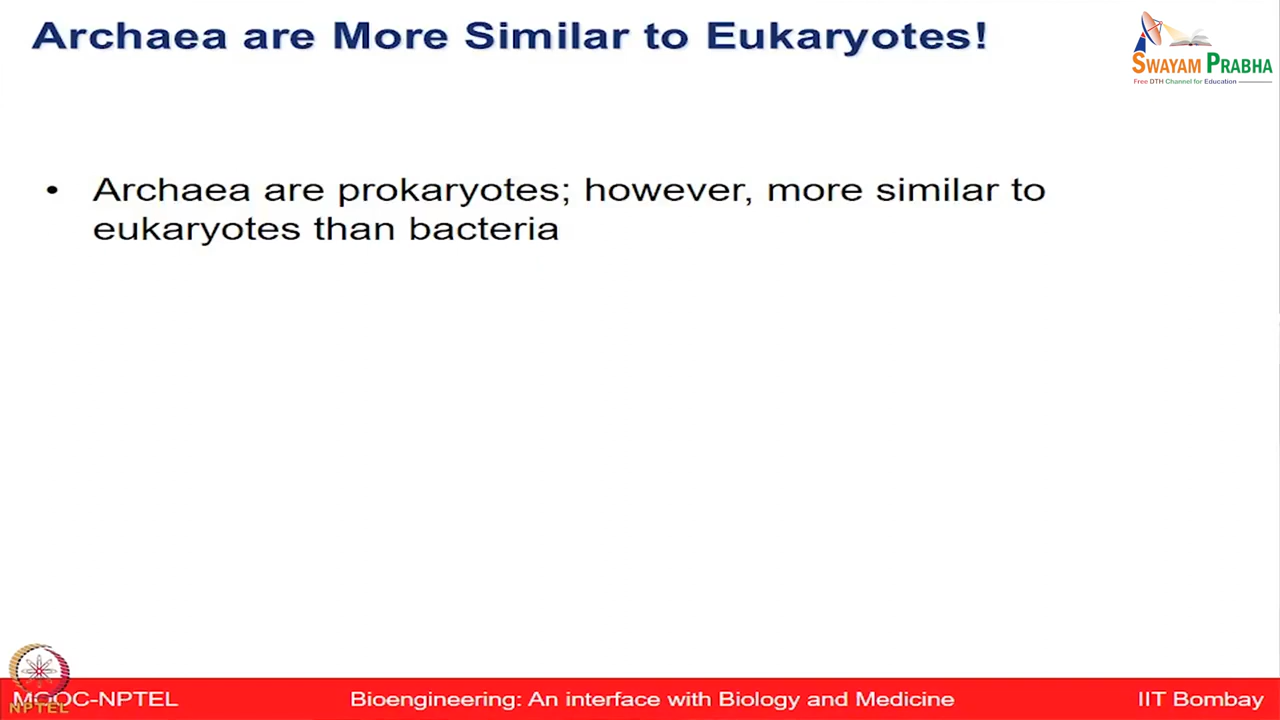 Archaea are More Similar to Eukaryotes!
SWAYAM PRABHA
Free DTH Channel for Education
• Archaea are prokaryotes; however, more similar to
eukaryotes than bacteria
MOOC-NPTEL
NPTEL
Bioengineering: An interface with Biology and Medicine
IIT Bombay